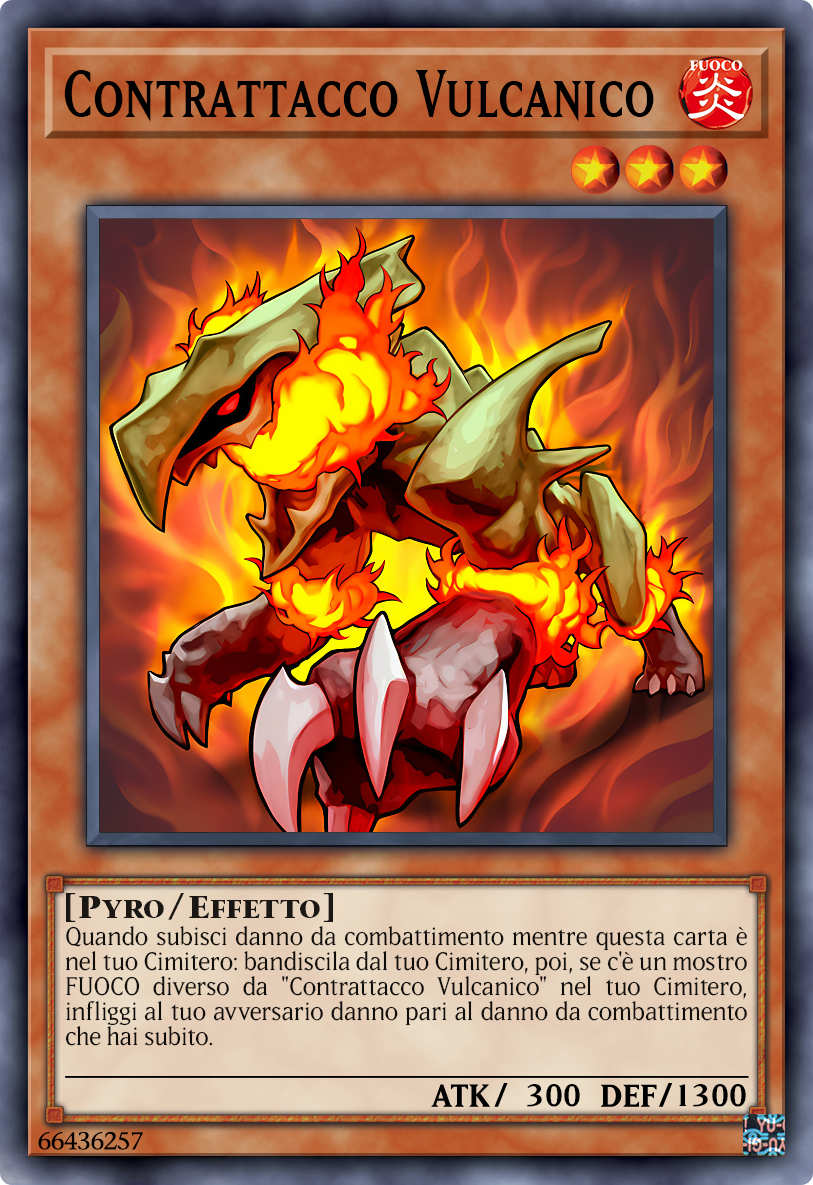 Contrattacco Vulcanico
FUOCO
炎
[Pyro/Effetto]
Quando subisci danno da combattimento mentre questa carta è
nel tuo Cimitero: bandiscila dal tuo Cimitero, poi, se c'è un mostro
FUOCO diverso da "Contrattacco Vulcanico" nel tuo Cimitero,
infliggi al tuo avversario danno pari al danno da combattimento
che hai subito.
ATK/ 300 DEF/1300
66436257